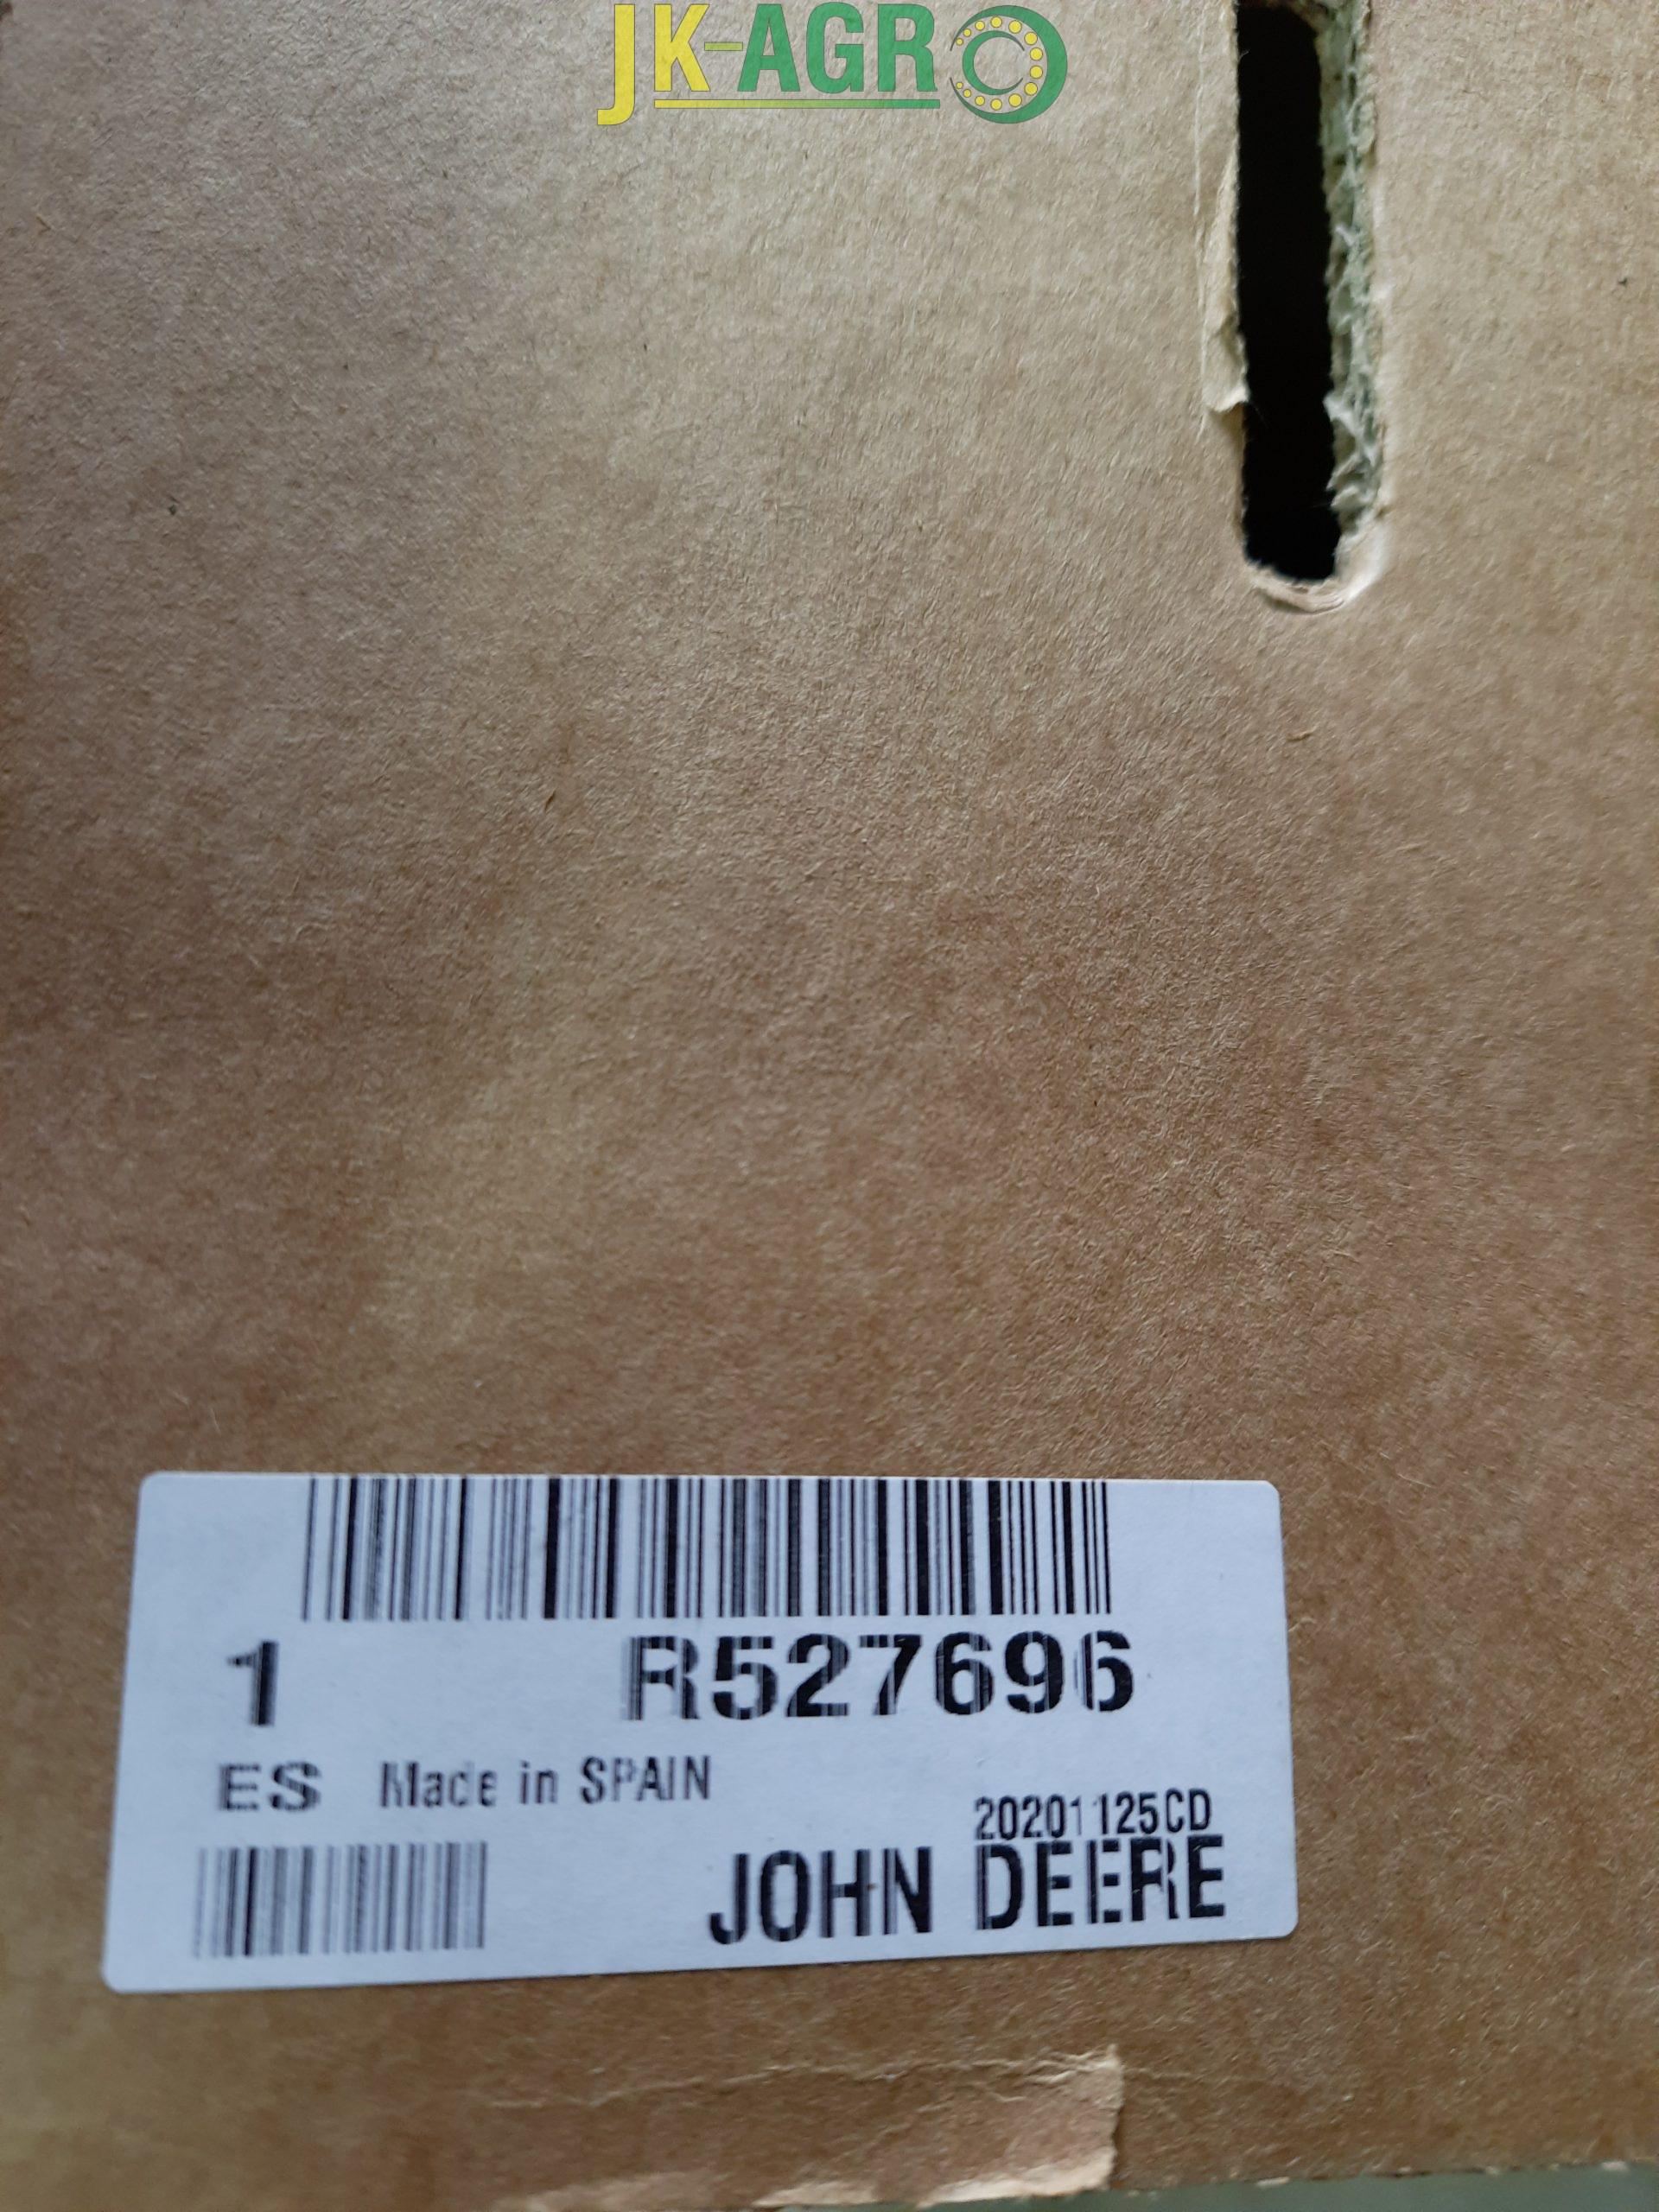 JK-AGRO
1 R527696
ES Made in SPAIN
20201125CD
JOHN DEERE